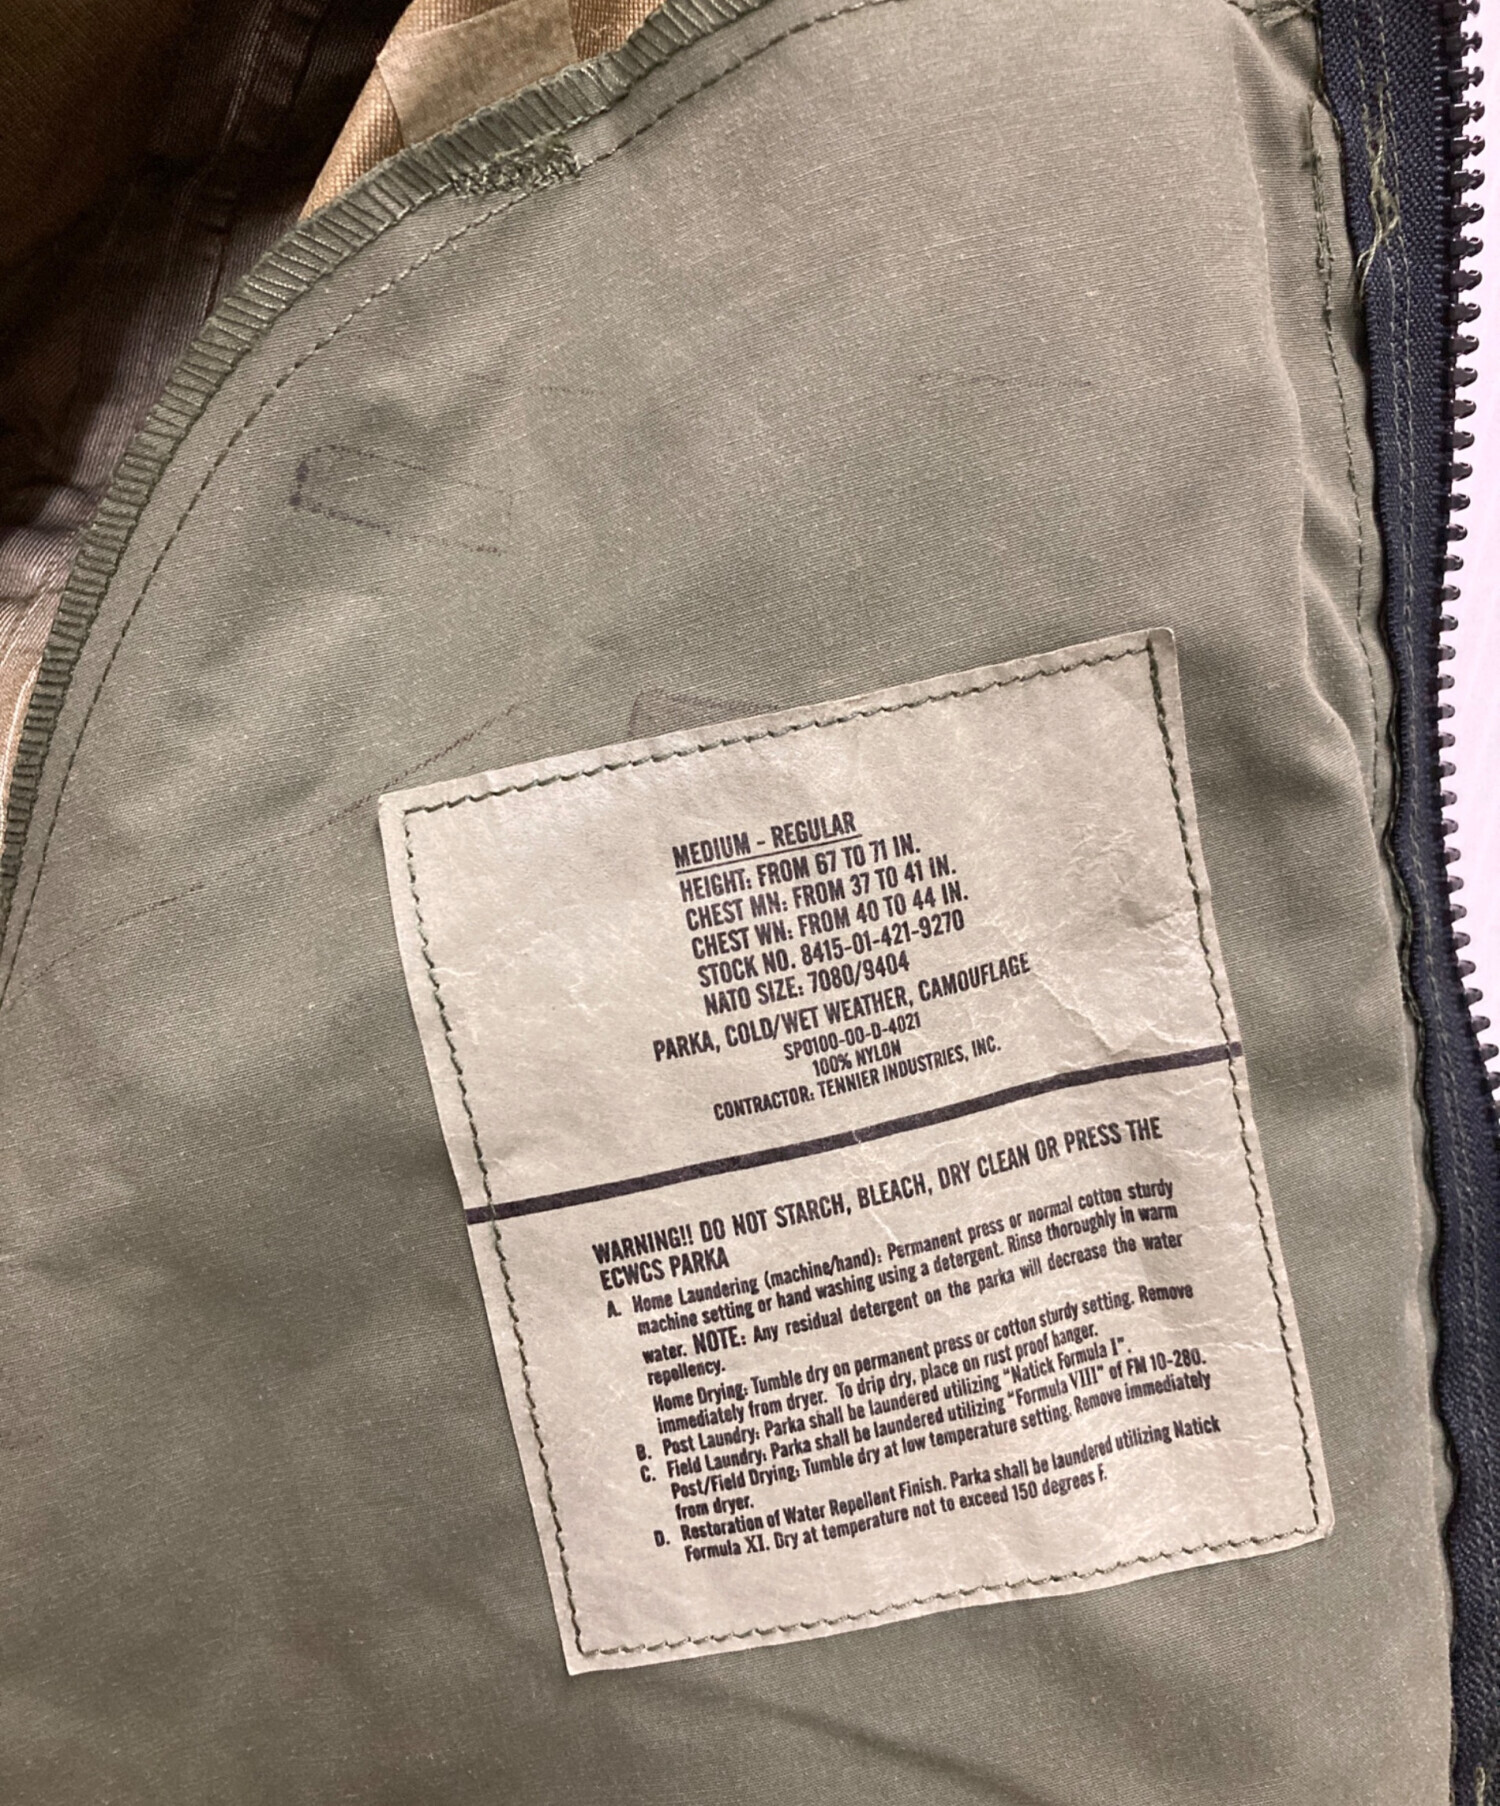 MEDIUM - REGULAR
HEIGHT: FROM 67 TO 71 IN.
CHEST MN: FROM 37 TO 41 IN.
CHEST WN: FROM 40 TO 44 IN.
STOCK NO. 8415-01-421-9270
NATO SIZE: 7080/9404
PARKA, COLD/WET WEATHER, CAMOUFLAGE
SP0100-00-D-4021
100% NYLON
CONTRACTOR: TENNIER INDUSTRIES, INC.
WARNING!! DO NOT STARCH, BLEACH, DRY CLEAN OR PRESS THE
ECWCS PARKA
A. Home Laundering (machine/hand): Permanent press or normal cotton sturdy
machine setting or hand washing using a detergent. Rinse thoroughly in warm
water. NOTE: Any residual detergent on the parka will decrease the water
repellency.
Home Drying: Tumble dry on permanent press or cotton sturdy setting. Remove
immediately from dryer. To drip dry, place on rust proof hanger.
B. Post Laundry: Parka shall be laundered utilizing "Natick Formula I".
C. Field Laundry: Parka shall be laundered utilizing "Formula VIII" of FM 10-280.
Post/Field Drying: Tumble dry at low temperature setting. Remove immediately
from dryer.
D. Restoration of Water Repellent Finish. Parka shall be laundered utilizing Natick
Formula XI. Dry at temperature not to exceed 150 degrees F.